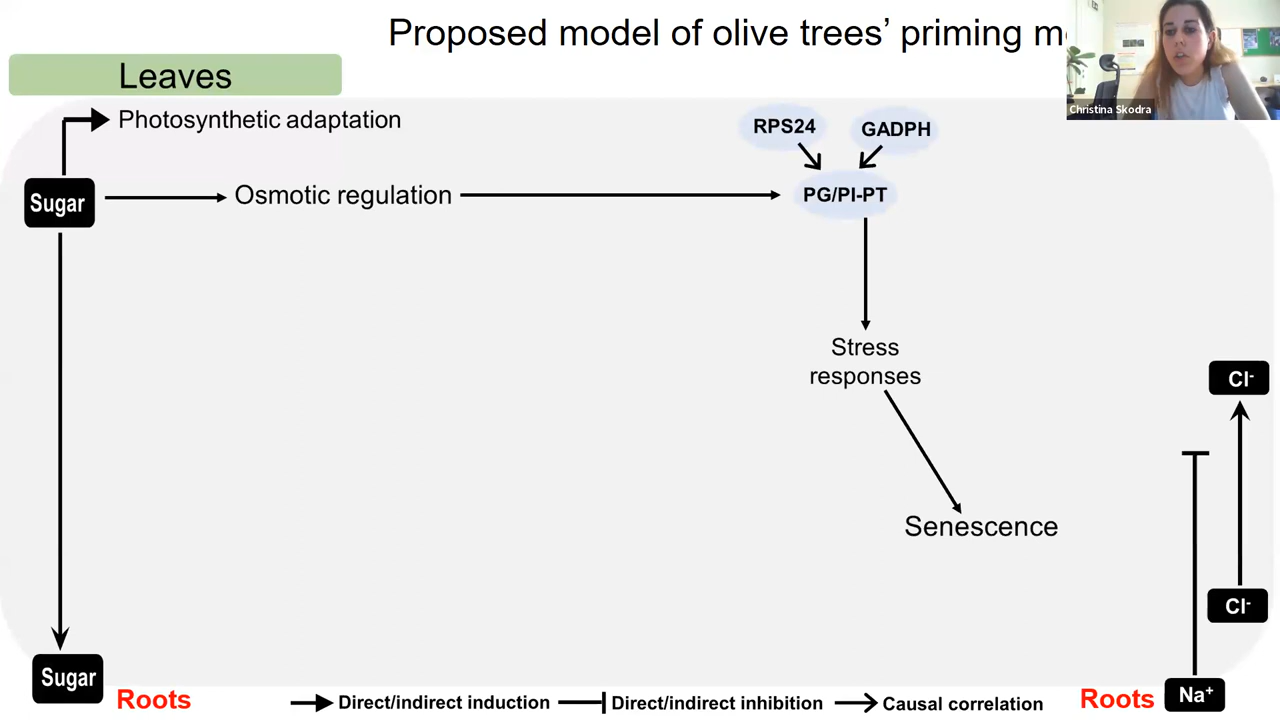 Proposed model of olive trees’ priming m
Leaves
Christina Skodra
Photosynthetic adaptation
RPS24
GADPH
Sugar
Osmotic regulation
PG/PI-PT
Stress
responses
Cl-
Senescence
Cl-
Sugar
Roots
Direct/indirect induction
Direct/indirect inhibition
Causal correlation
Roots
Na+